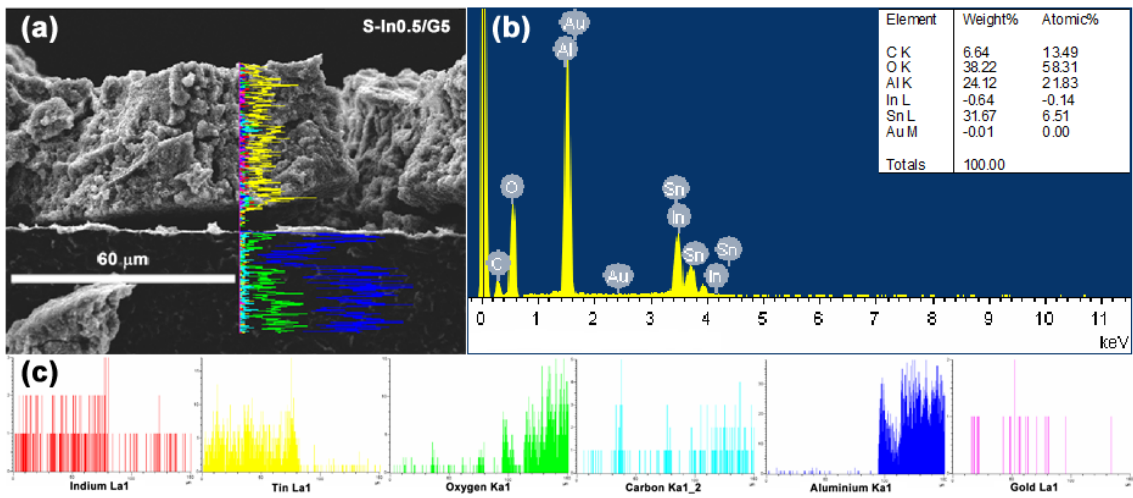 (a)
S-In0.5/G5
60 µm
(b)
Au
Al
O
C
Au
Sn
In
Sn
In
Sn
0 1 2 3 4 5 6 7 8 9 10 11
keV
Element Weight% Atomic%
C K 6.64 13.49
O K 38.22 58.31
Al K 24.12 21.83
In L -0.64 -0.14
Sn L 31.67 6.51
Au M -0.01 0.00
Totals 100.00
(c)
Indium La1
Tin La1
Oxygen Ka1
Carbon Ka1_2
Aluminium Ka1
Gold La1